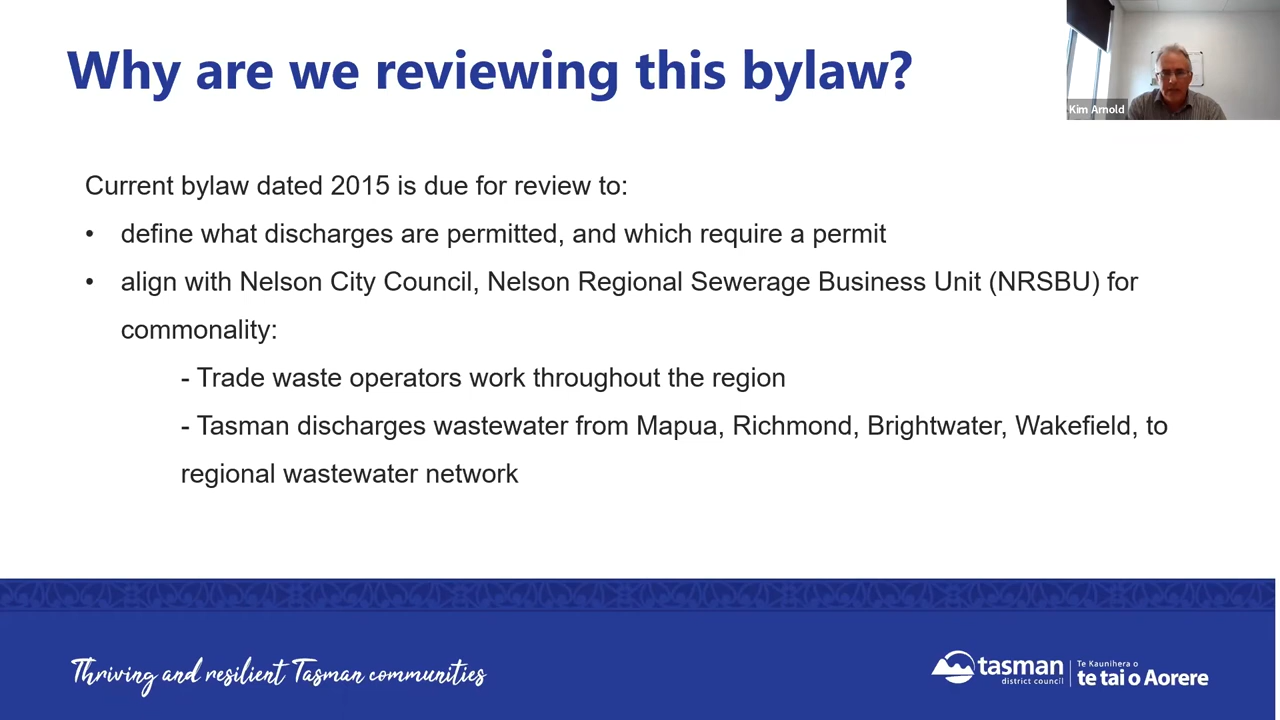 Why are we reviewing this bylaw?
Kim Arnold
Current bylaw dated 2015 is due for review to:
• define what discharges are permitted, and which require a permit
• align with Nelson City Council, Nelson Regional Sewerage Business Unit (NRSBU) for
commonality:
- Trade waste operators work throughout the region
- Tasman discharges wastewater from Mapua, Richmond, Brightwater, Wakefield, to
regional wastewater network
Thriving and resilient Tasman communities
tasman
district council
Te Kaunihera o
te tai o Aorere